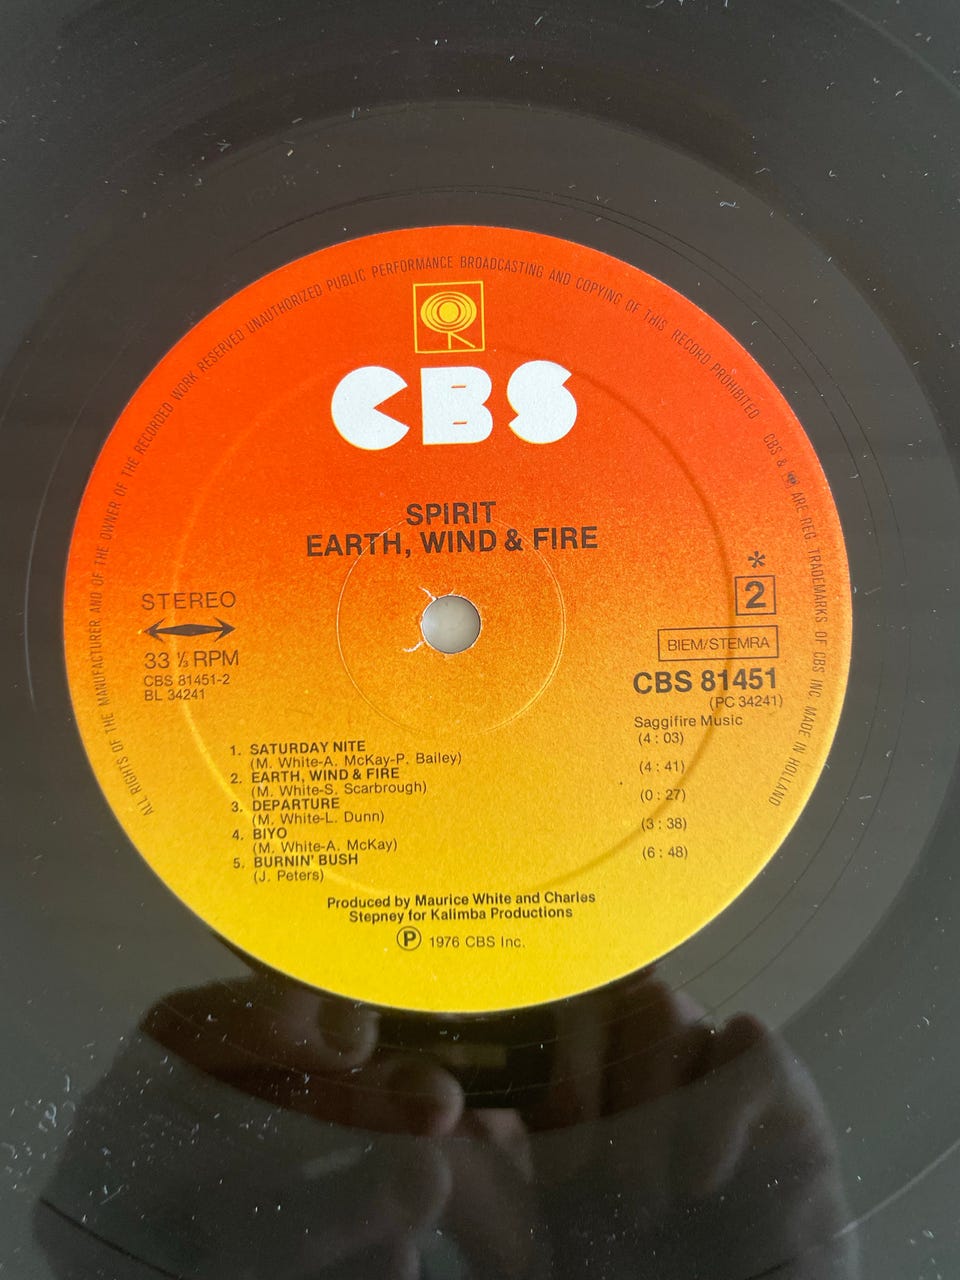 ALL RIGHTS OF THE MANUFACTURER AND OF THE OWNER OF THE RECORDED WORK RESERVED UNAUTHORIZED PUBLIC PERFORMANCE BROADCASTING AND COPYING OF THIS RECORD PROHIBITED CBS & ARE REG. TRADEMARKS OF CBS INC. MADE IN HOLLAND
CBS
SPIRIT
EARTH, WIND & FIRE
STEREO
33 ⅓ RPM
CBS 81451-2
BL 34241
*
2
BIEM/STEMRA
CBS 81451
(PC 34241)
Saggifire Music
1. SATURDAY NITE (4 : 03)
(M. White-A. McKay-P. Bailey)
2. EARTH, WIND & FIRE (4 : 41)
(M. White-S. Scarbrough)
3. DEPARTURE (0 : 27)
(M. White-L. Dunn)
4. BIYO (3 : 38)
(M. White-A. McKay)
5. BURNIN' BUSH (6 : 48)
(J. Peters)
Produced by Maurice White and Charles
Stepney for Kalimba Productions
Ⓟ 1976 CBS Inc.